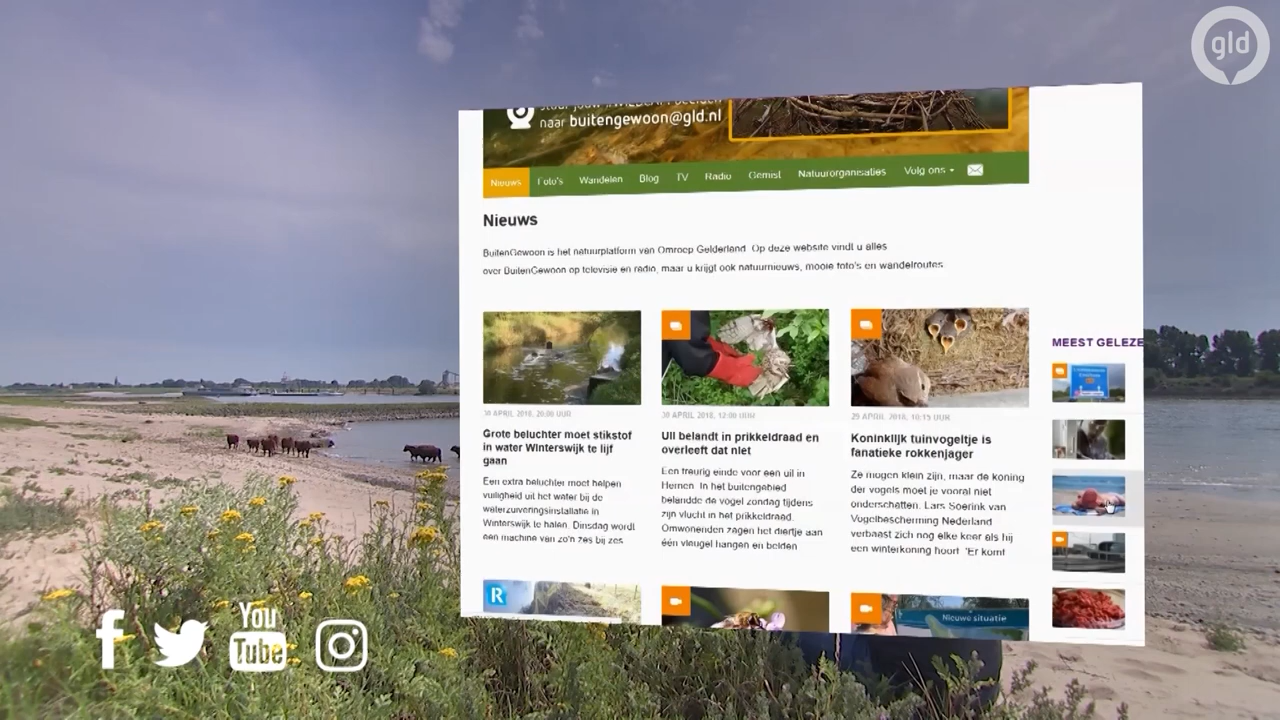 gld
naar buitengewoon@gld.nl
Nieuws Foto's Wandelen Blog TV Radio Gemist Natuurorganisaties Volg ons
Nieuws
BuitenGewoon is het natuurplatform van Omroep Gelderland. Op deze website vindt u alles
over BuitenGewoon op televisie en radio, maar u krijgt ook natuurnieuws, mooie foto's en wandelroutes.
30 APRIL 2018, 20:00 UUR
Grote beluchter moet stikstof
in water Winterswijk te lijf
gaan
Een extra beluchter moet helpen
vuiligheid uit het water bij de
waterzuiveringsinstallatie in
Winterswijk te halen. Dinsdag wordt
een machine van zo'n zes bij zes
30 APRIL 2018, 12:00 UUR
Uil belandt in prikkeldraad en
overleeft dat niet
Een treurig einde voor een uil in
Hernen. In het buitengebied
belandde de vogel zondag tijdens
zijn vlucht in het prikkeldraad.
Omwonenden zagen het diertje aan
één vleugel hangen en belden
29 APRIL 2018, 16:15 UUR
Koninklijk tuinvogeltje is
fanatieke rokkenjager
Ze mogen klein zijn, maar de koning
der vogels moet je vooral niet
onderschatten. Lars Soerink van
Vogelbescherming Nederland
verbaast zich nog elke keer als hij
een winterkoning hoort. 'Er komt
MEEST GELEZE
R
Nieuwe situatie
You
Tube